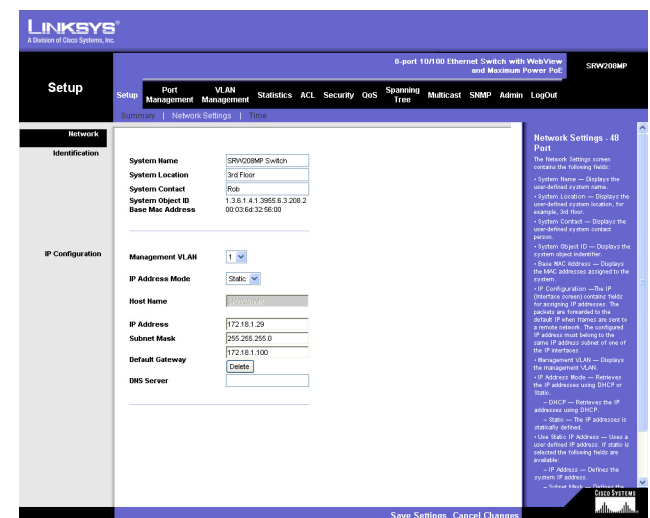 LINKSYS®
A Division of Cisco Systems, Inc.
8-port 10/100 Ethernet Switch with WebView
and Maximum Power PoE
SRW208MP
Setup
Setup
Port Management
VLAN Management
Statistics
ACL
Security
QoS
Spanning Tree
Multicast
SNMP
Admin
LogOut
Summary | Network Settings | Time
Network
Identification
System Name SRW208MP Switch
System Location 3rd Floor
System Contact Rob
System Object ID 1.3.6.1.4.1.3955.6.3.208.2
Base Mac Address 00:03:6d:32:56:00
IP Configuration
Management VLAN 1
IP Address Mode Static
Host Name SRW208MP
IP Address 172.18.1.29
Subnet Mask 255.255.255.0
Default Gateway 172.18.1.100
Delete
DNS Server
Network Settings - 48
Port
The Network Settings screen
contains the following fields:
• System Name — Displays the
user-defined system name.
• System Location — Displays the
user-defined system location, for
example, 3rd floor.
• System Contact — Displays the
user-defined system contact
person.
• System Object ID — Displays the
system object indentifier.
• Base MAC Address — Displays
the MAC addresses assigned to the
system.
• IP Configuration —The IP
(Interface screen) contains fields
for assigning IP addresses. The
packets are forwarded to the
default IP when frames are sent to
a remote network. The configured
IP address must belong to the
same IP address subnet of one of
the IP interfaces.
• Management VLAN — Displays
the management VLAN.
• IP Address Mode — Retrieves
the IP addresses using DHCP or
Static.
– DHCP — Retrieves the IP
addresses using DHCP.
– Static — The IP addresses is
statically defined.
• Use Static IP Address — Uses a
user defined IP address. If static is
selected the following fields are
available:
– IP Address — Defines the
system IP address.
– Subnet Mask — Defines the
CISCO SYSTEMS
Save Settings Cancel Changes